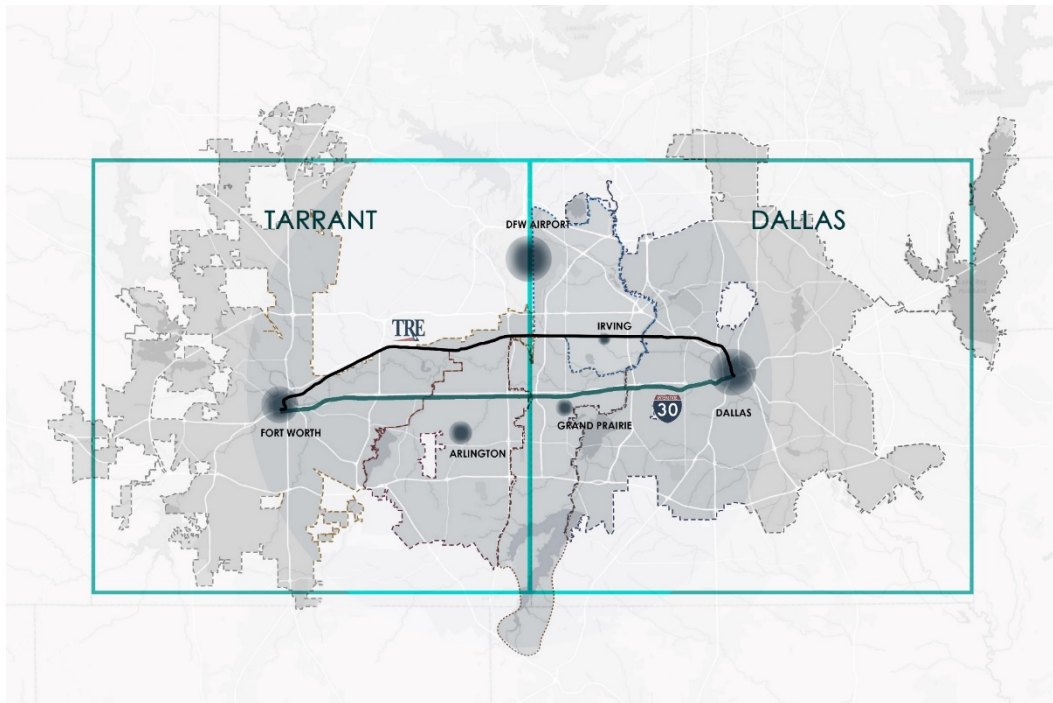 TARRANT
DALLAS
DFW AIRPORT
TRE
IRVING
30
DALLAS
FORT WORTH
GRAND PRAIRIE
ARLINGTON